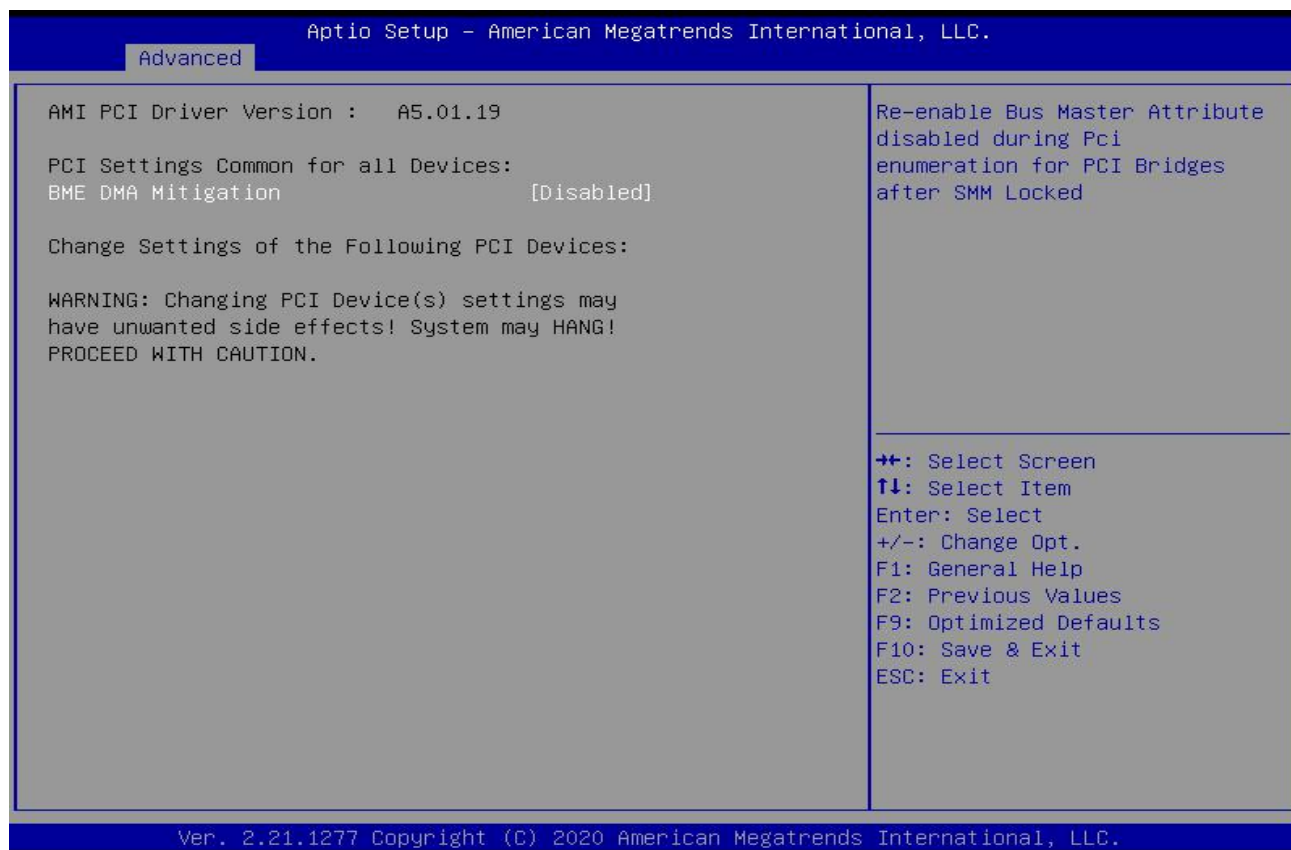 Aptio Setup – American Megatrends International, LLC.
Advanced
AMI PCI Driver Version : A5.01.19
PCI Settings Common for all Devices:
BME DMA Mitigation [Disabled]
Change Settings of the Following PCI Devices:
WARNING: Changing PCI Device(s) settings may
have unwanted side effects! System may HANG!
PROCEED WITH CAUTION.
Re-enable Bus Master Attribute
disabled during Pci
enumeration for PCI Bridges
after SMM Locked
→←: Select Screen
↑↓: Select Item
Enter: Select
+/-: Change Opt.
F1: General Help
F2: Previous Values
F9: Optimized Defaults
F10: Save & Exit
ESC: Exit
Ver. 2.21.1277 Copyright (C) 2020 American Megatrends International, LLC.